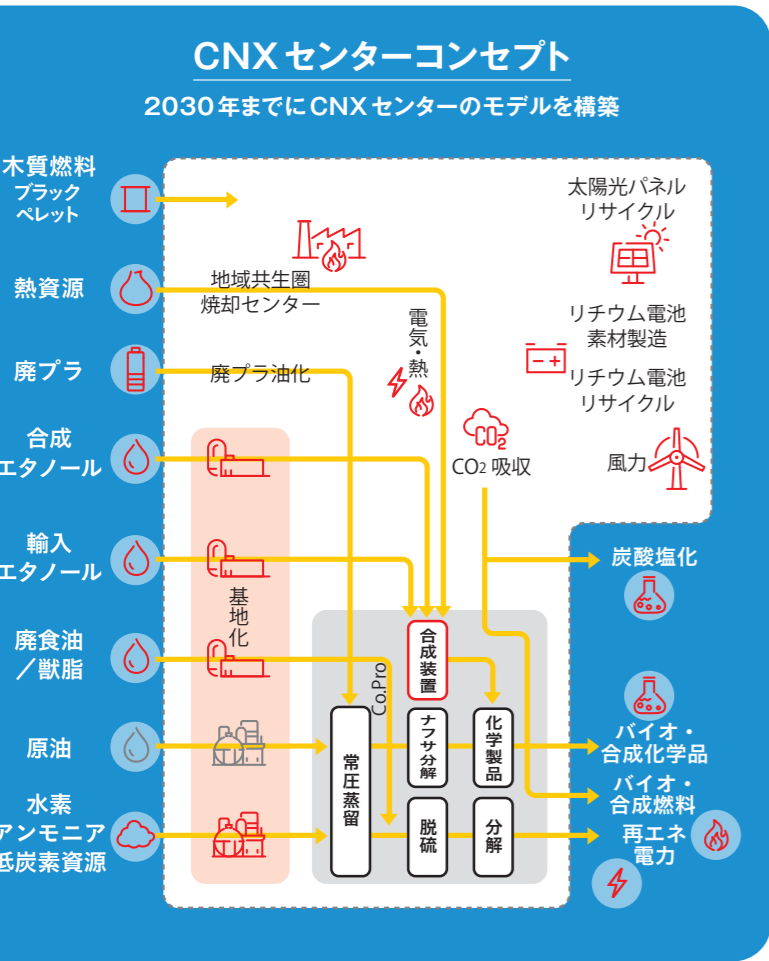 CNXセンターコンセプト
2030年までにCNXセンターのモデルを構築
木質燃料
ブラック
ペレット
熱資源
廃プラ
合成
エタノール
輸入
エタノール
廃食油
／獣脂
原油
水素
アンモニア
低炭素資源
地域共生圏
焼却センター
廃プラ油化
基地化
電気・熱
CO2 吸収
CO2
太陽光パネル
リサイクル
リチウム電池
素材製造
リチウム電池
リサイクル
風力
合成装置
Co.Pro
常圧蒸留
ナフサ分解
化学製品
脱硫
分解
炭酸塩化
バイオ・
合成化学品
バイオ・
合成燃料
再エネ
電力